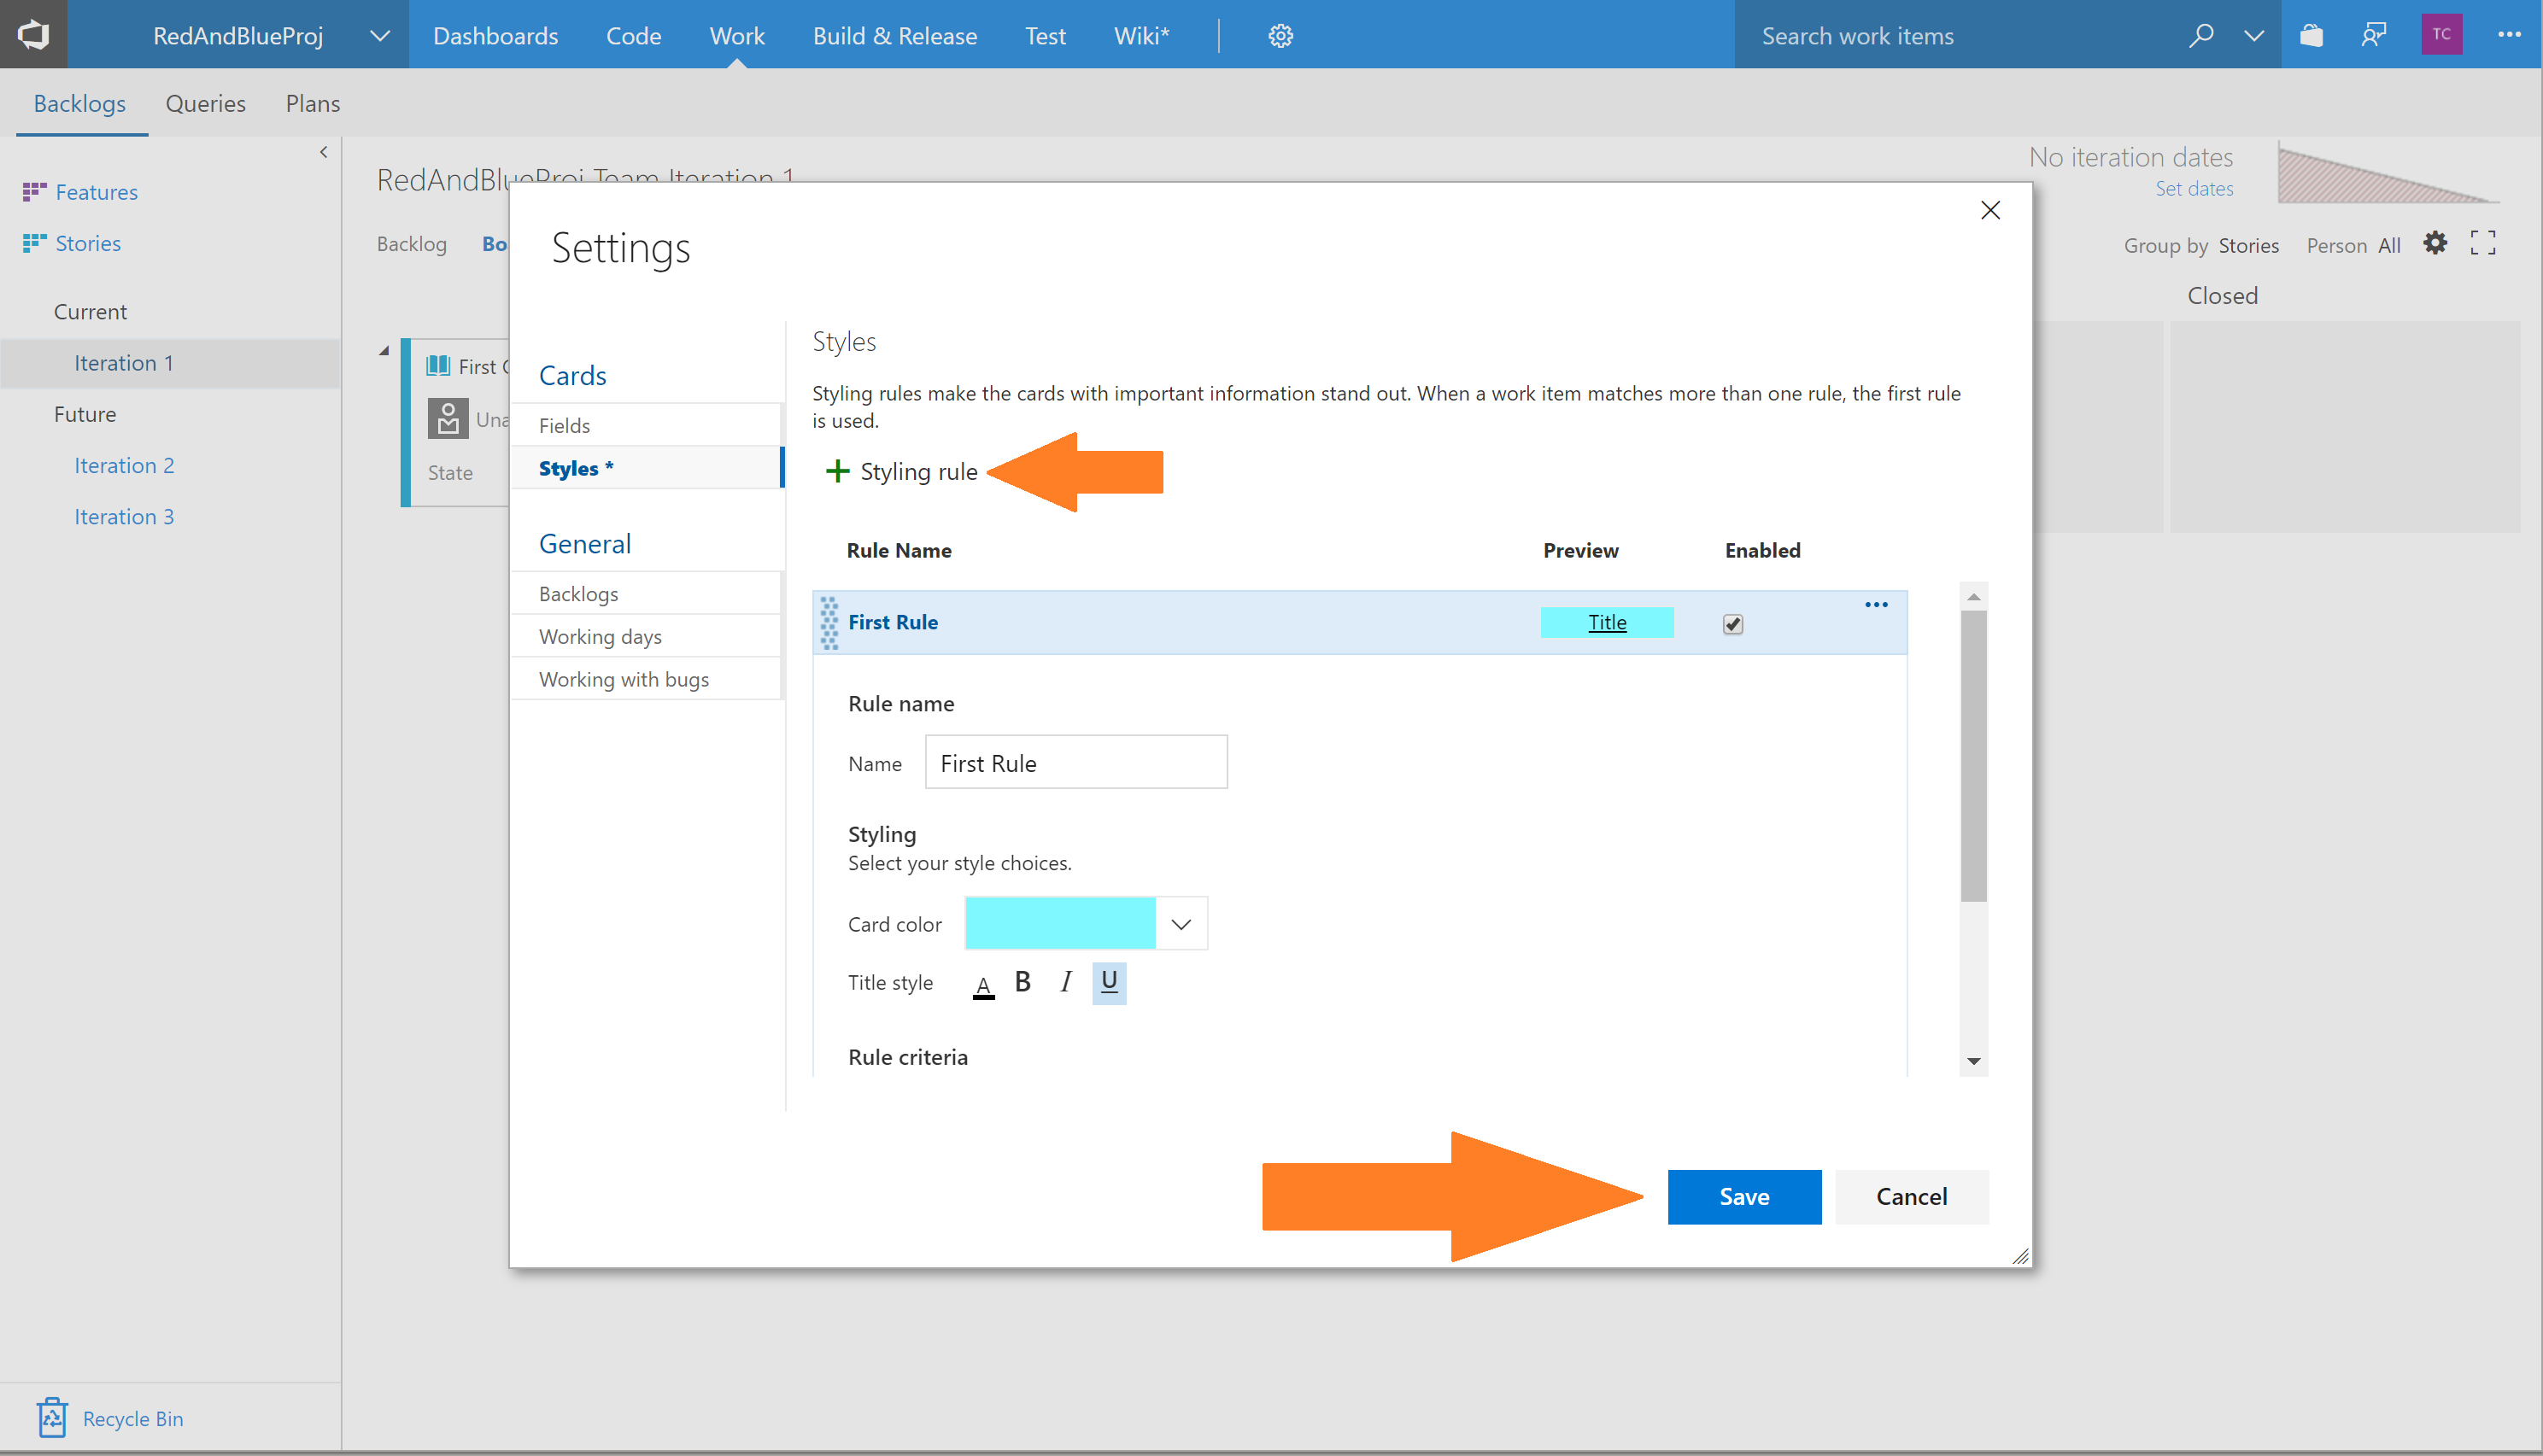 RedAndBlueProj
Dashboards Code Work Build & Release Test Wiki*
Search work items
TC
Backlogs Queries Plans
Features
Stories
Current
Iteration 1
Future
Iteration 2
Iteration 3
Recycle Bin
RedAndBlueProj Team Iteration 1
No iteration dates
Set dates
Backlog Bo
Group by Stories Person All
Closed
First
Una
State
Settings
Cards
Fields
Styles *
General
Backlogs
Working days
Working with bugs
Styles
Styling rules make the cards with important information stand out. When a work item matches more than one rule, the first rule
is used.
+ Styling rule
Rule Name Preview Enabled
First Rule Title ...
Rule name
Name First Rule
Styling
Select your style choices.
Card color
Title style A B I U
Rule criteria
Save Cancel